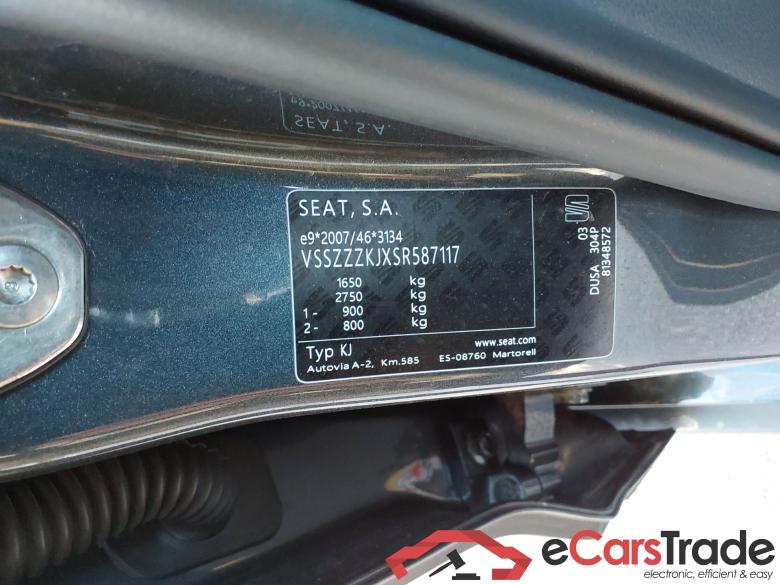 SEAT, S.A.
e9*2007/46*3134
VSSZZZKJXSR587117
1650 kg
2750 kg
1- 900 kg
2- 800 kg
Typ KJ
www.seat.com
Autovia A-2, Km.585 ES-08760 Martorell
03
DUSA 304P
81348572
eCarsTrade
electronic, efficient & easy